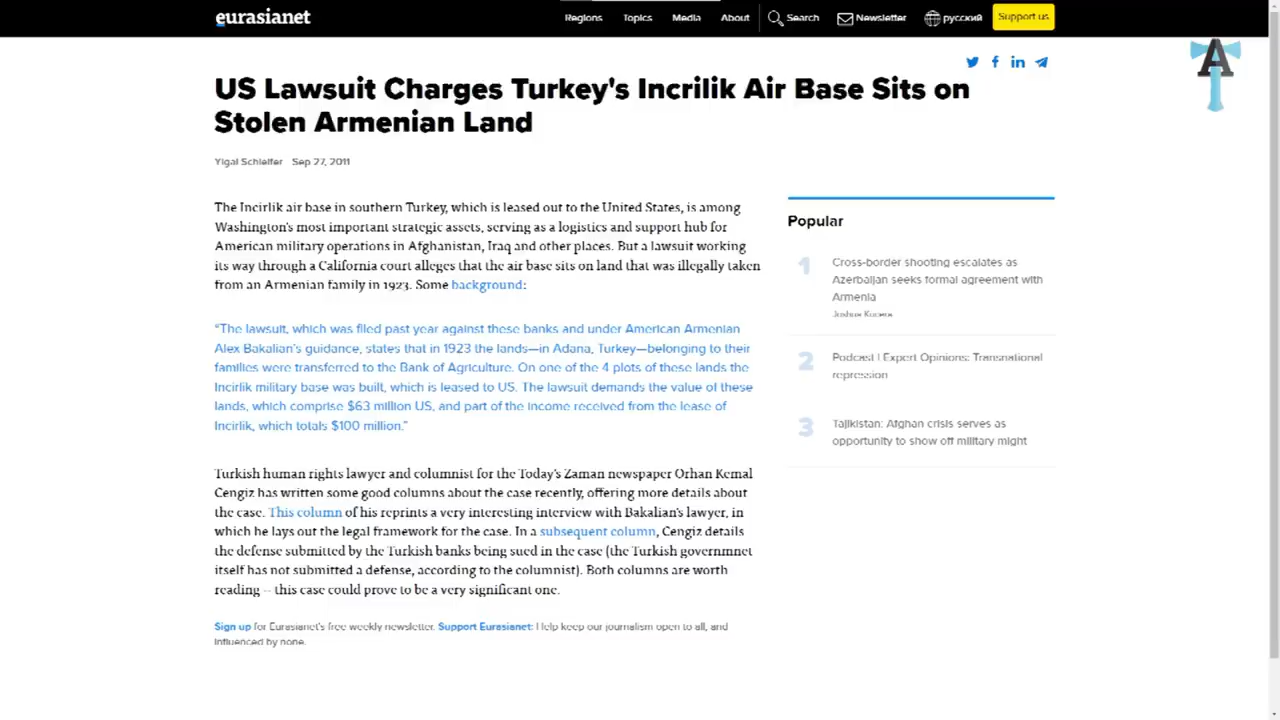 eurasianet
Regions Topics Media About Search Newsletter русский Support us
US Lawsuit Charges Turkey's Incrilik Air Base Sits on
Stolen Armenian Land
Yigal Schleifer Sep 27, 2011
The Incirlik air base in southern Turkey, which is leased out to the United States, is among
Washington's most important strategic assets, serving as a logistics and support hub for
American military operations in Afghanistan, Iraq and other places. But a lawsuit working
its way through a California court alleges that the air base sits on land that was illegally taken
from an Armenian family in 1923. Some background:
“The lawsuit, which was filed past year against these banks and under American Armenian
Alex Bakalian's guidance, states that in 1923 the lands—in Adana, Turkey—belonging to their
families were transferred to the Bank of Agriculture. On one of the 4 plots of these lands the
Incirlik military base was built, which is leased to US. The lawsuit demands the value of these
lands, which comprise $63 million US, and part of the income received from the lease of
Incirlik, which totals $100 million.”
Turkish human rights lawyer and columnist for the Today's Zaman newspaper Orhan Kemal
Cengiz has written some good columns about the case recently, offering more details about
the case. This column of his reprints a very interesting interview with Bakalian's lawyer, in
which he lays out the legal framework for the case. In a subsequent column, Cengiz details
the defense submitted by the Turkish banks being sued in the case (the Turkish governmnet
itself has not submitted a defense, according to the columnist). Both columns are worth
reading -- this case could prove to be a very significant one.
Sign up for Eurasianet's free weekly newsletter. Support Eurasianet: Help keep our journalism open to all, and
influenced by none.
Popular
1 Cross-border shooting escalates as
Azerbaijan seeks formal agreement with
Armenia
Joshua Kucera
2 Podcast | Expert Opinions: Transnational
repression
3 Tajikistan: Afghan crisis serves as
opportunity to show off military might